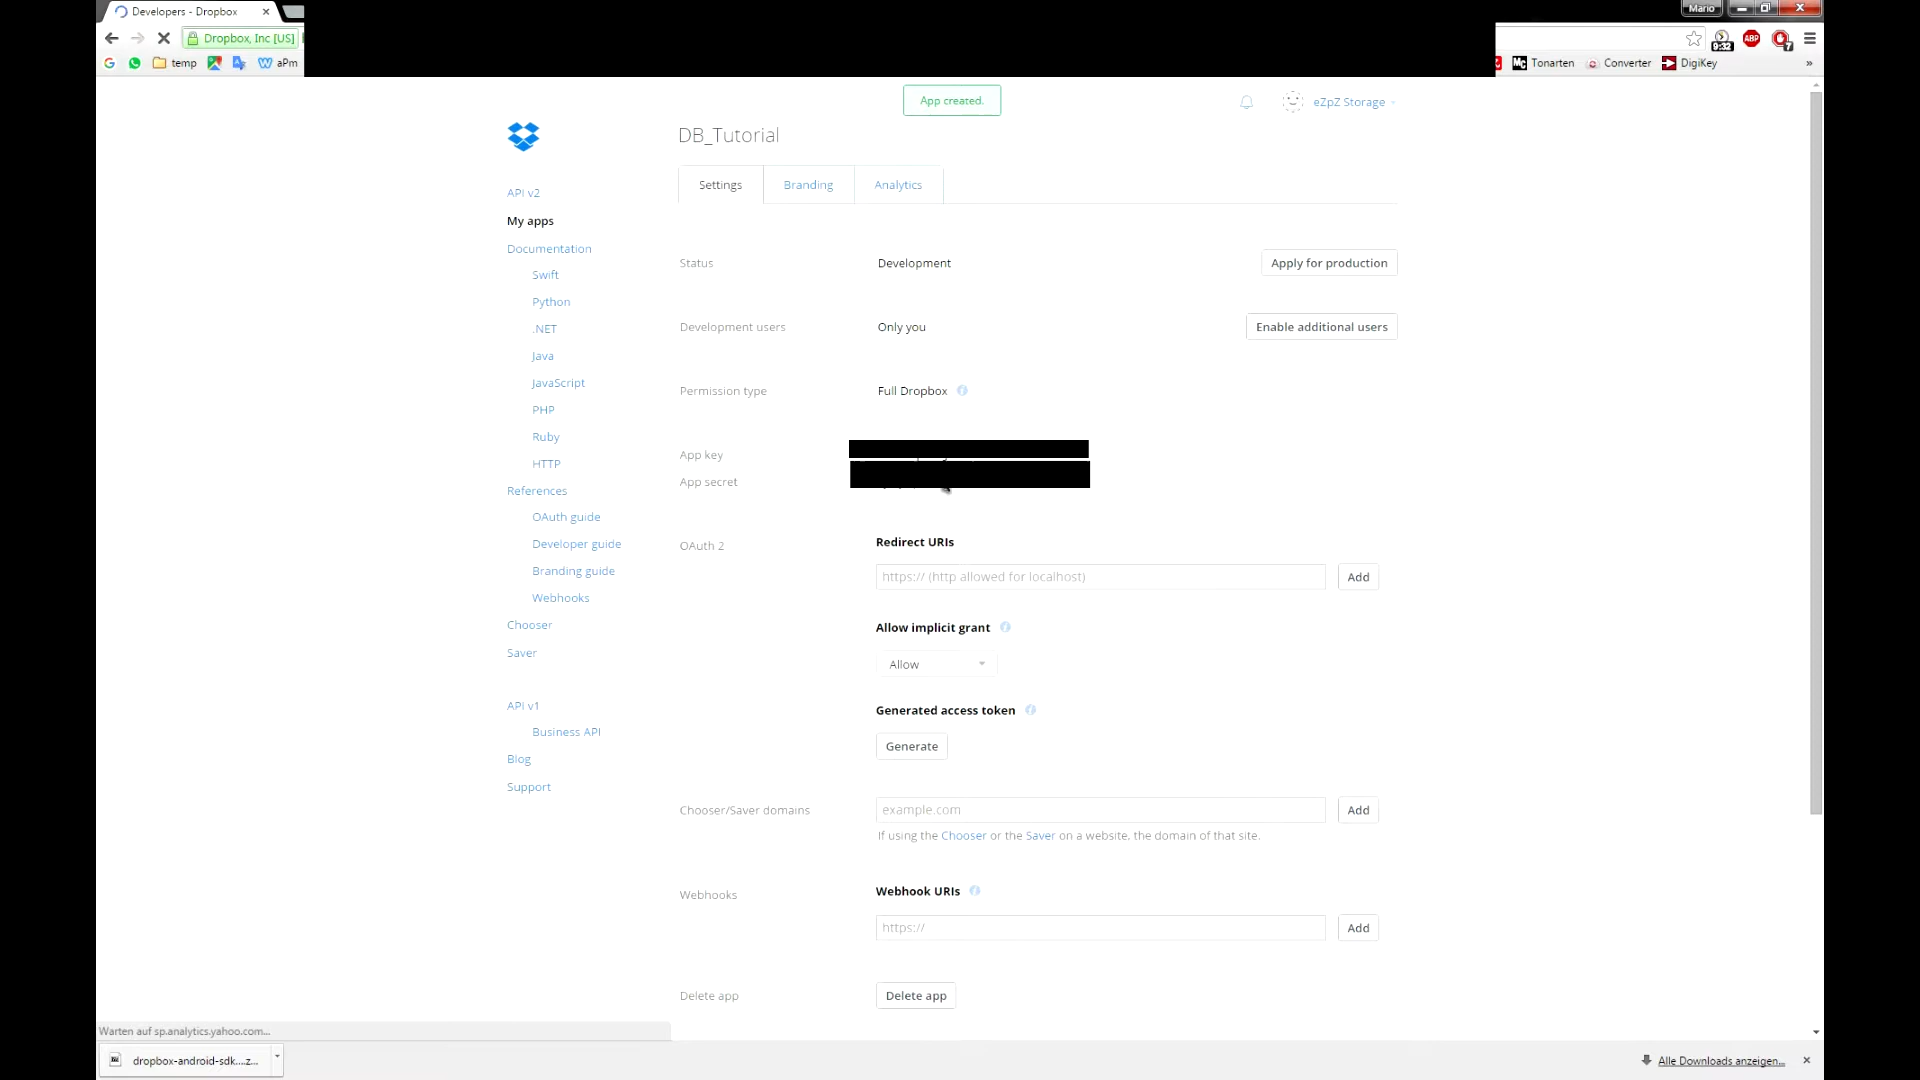 Developers - Dropbox
Mario
Dropbox, Inc [US]
9:32
ABP
7
temp
aPm
Mc Tonarten
Converter
DigiKey
»
App created.
eZpZ Storage
DB_Tutorial
Settings
Branding
Analytics
API v2
My apps
Documentation
Swift
Python
.NET
Java
JavaScript
PHP
Ruby
HTTP
References
OAuth guide
Developer guide
Branding guide
Webhooks
Chooser
Saver
API v1
Business API
Blog
Support
Status
Development
Apply for production
Development users
Only you
Enable additional users
Permission type
Full Dropbox
App key
App secret
OAuth 2
Redirect URIs
https:// (http allowed for localhost)
Add
Allow implicit grant
Allow
Generated access token
Generate
Chooser/Saver domains
example.com
Add
If using the Chooser or the Saver on a website, the domain of that site.
Webhooks
Webhook URIs
https://
Add
Delete app
Delete app
Warten auf sp.analytics.yahoo.com...
dropbox-android-sdk....z...
Alle Downloads anzeigen...